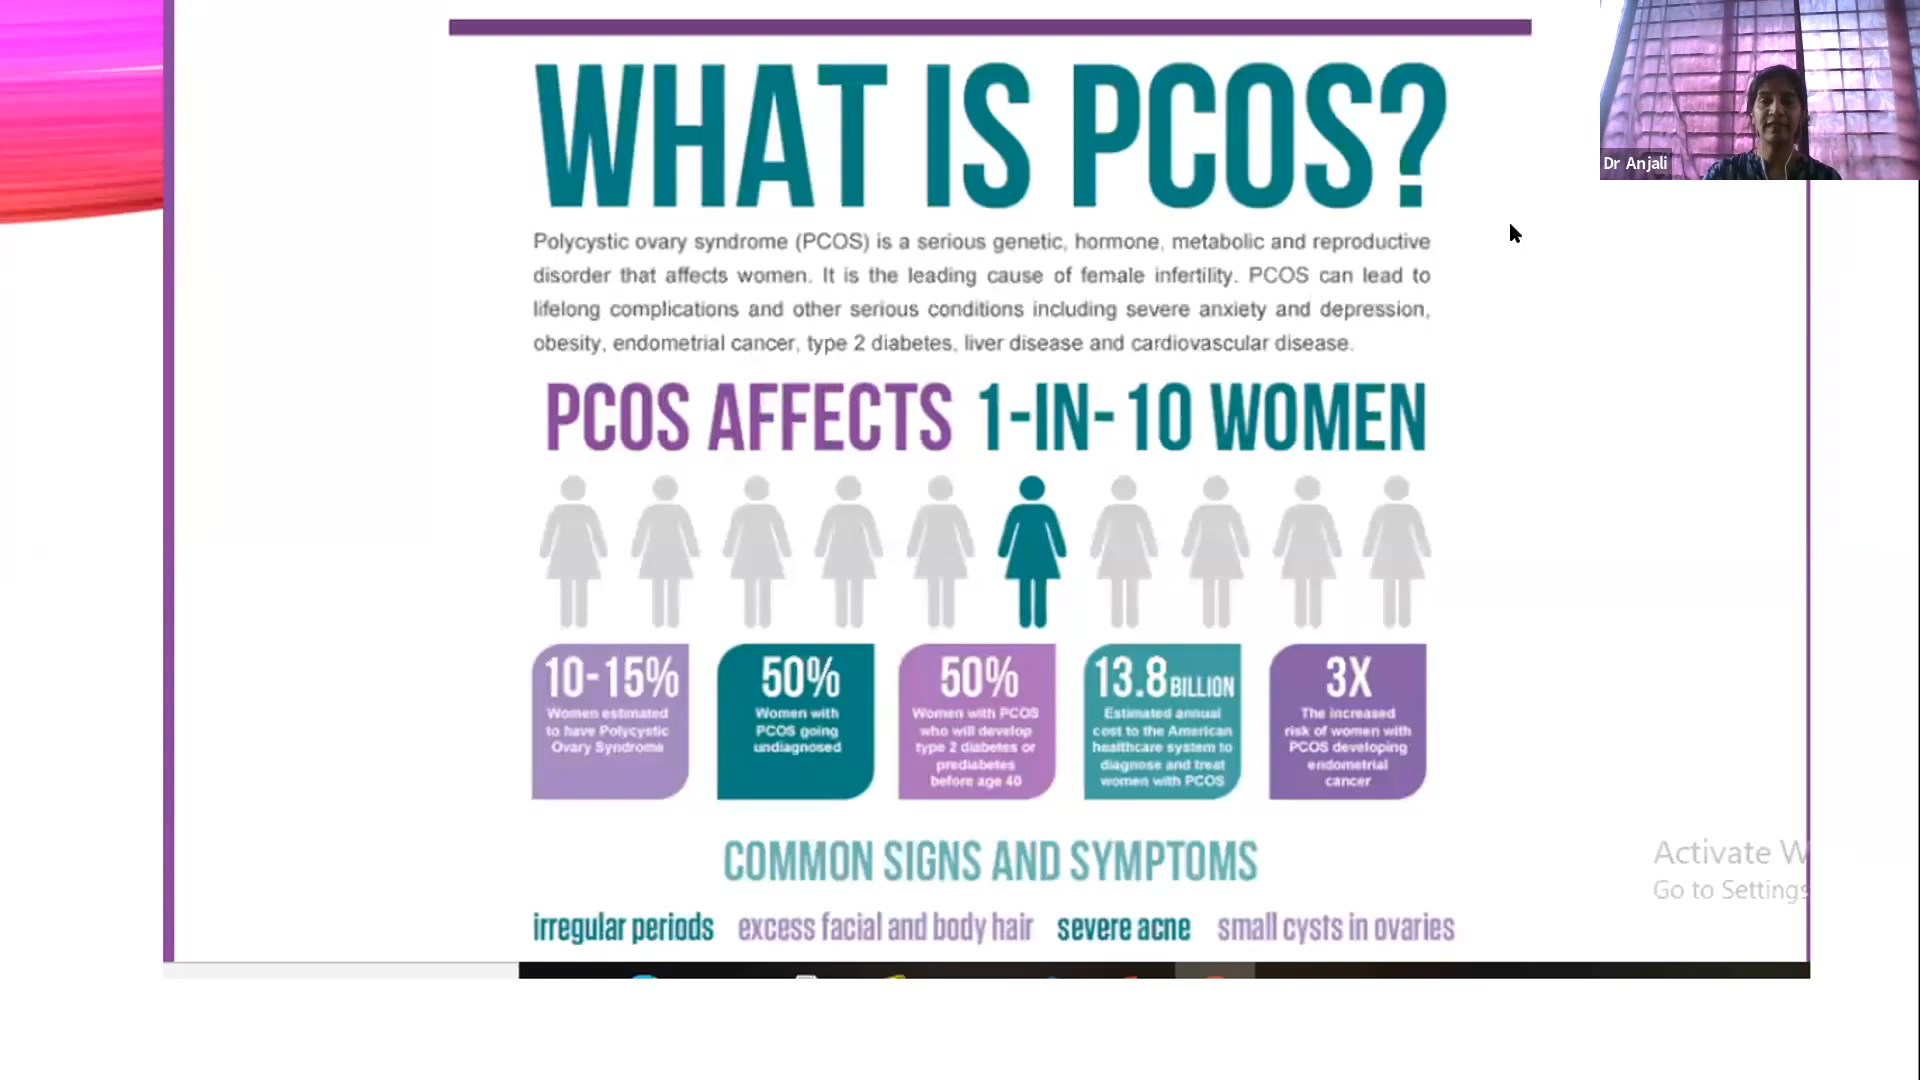 WHAT IS PCOS?
Dr Anjali
Polycystic ovary syndrome (PCOS) is a serious genetic, hormone, metabolic and reproductive
disorder that affects women. It is the leading cause of female infertility. PCOS can lead to
lifelong complications and other serious conditions including severe anxiety and depression,
obesity, endometrial cancer, type 2 diabetes, liver disease and cardiovascular disease.
PCOS AFFECTS 1-IN-10 WOMEN
10-15%
Women estimated
to have Polycystic
Ovary Syndrome
50%
Women with
PCOS going
undiagnosed
50%
Women with PCOS
who will develop
type 2 diabetes or
prediabetes
before age 40
13.8 BILLION
Estimated annual
cost to the American
healthcare system to
diagnose and treat
women with PCOS
3X
The increased
risk of women with
PCOS developing
endometrial
cancer
COMMON SIGNS AND SYMPTOMS
irregular periods excess facial and body hair severe acne small cysts in ovaries
Activate W
Go to Settings